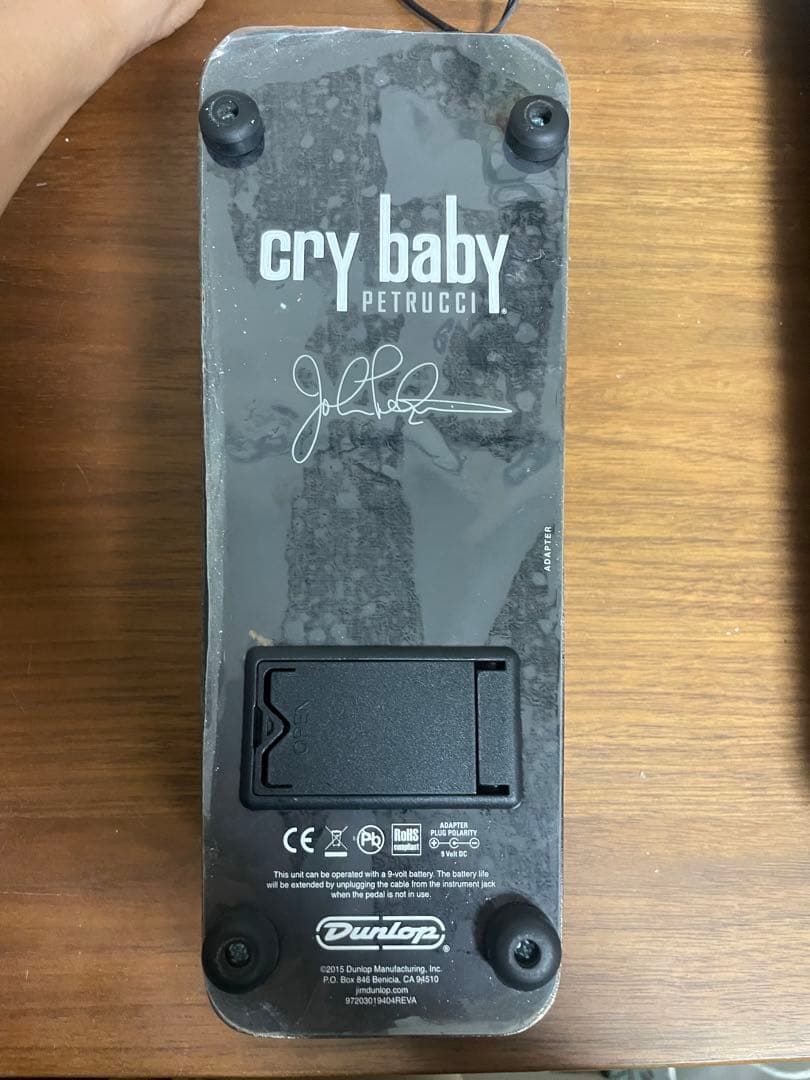 cry baby
PETRUCCI ®
John Petrucci
ADAPTER
OPEN
CE
Pb
RoHS
compliant
ADAPTER
PLUG POLARITY
9 Volt DC
This unit can be operated with a 9-volt battery. The battery life
will be extended by unplugging the cable from the instrument jack
when the pedal is not in use.
Dunlop®
©2015 Dunlop Manufacturing, Inc.
P.O. Box 846 Benicia, CA 94510
jimdunlop.com
97203019404REVA